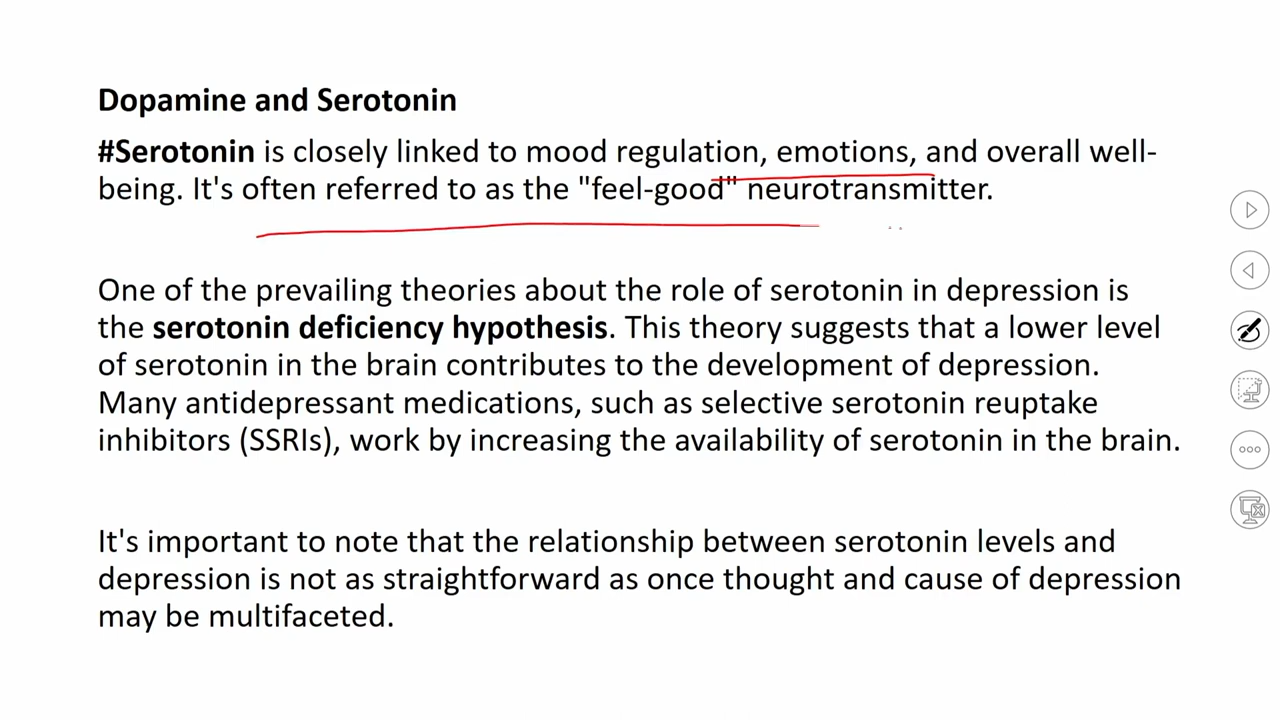 Dopamine and Serotonin
#Serotonin is closely linked to mood regulation, emotions, and overall well-
being. It's often referred to as the "feel-good" neurotransmitter.
One of the prevailing theories about the role of serotonin in depression is
the serotonin deficiency hypothesis. This theory suggests that a lower level
of serotonin in the brain contributes to the development of depression.
Many antidepressant medications, such as selective serotonin reuptake
inhibitors (SSRIs), work by increasing the availability of serotonin in the brain.
It's important to note that the relationship between serotonin levels and
depression is not as straightforward as once thought and cause of depression
may be multifaceted.